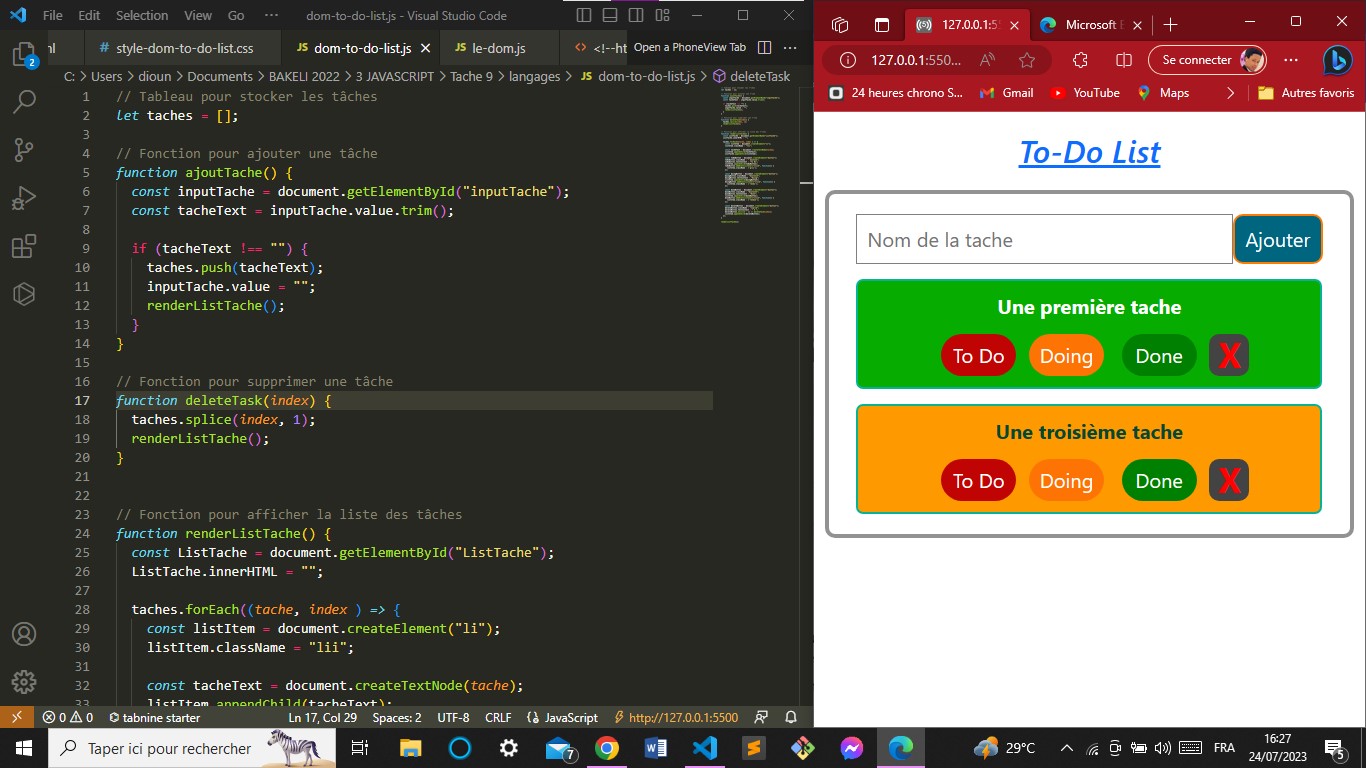 File Edit Selection View Go ··· dom-to-do-list.js - Visual Studio Code
nl # style-dom-to-do-list.css JS dom-to-do-list.js JS le-dom.js <> <!--ht Open a PhoneView Tab ···
C: > Users > dioun > Documents > BAKELI 2022 > 3 JAVASCRIPT > Tache 9 > langages > JS dom-to-do-list.js > deleteTask
1 // Tableau pour stocker les tâches
2 let taches = [];
3
4 // Fonction pour ajouter une tâche
5 function ajoutTache() {
6 const inputTache = document.getElementById("inputTache");
7 const tacheText = inputTache.value.trim();
8
9 if (tacheText !== "") {
10 taches.push(tacheText);
11 inputTache.value = "";
12 renderListTache();
13 }
14 }
15
16 // Fonction pour supprimer une tâche
17 function deleteTask(index) {
18 taches.splice(index, 1);
19 renderListTache();
20 }
21
22
23 // Fonction pour afficher la liste des tâches
24 function renderListTache() {
25 const ListTache = document.getElementById("ListTache");
26 ListTache.innerHTML = "";
27
28 taches.forEach((tache, index ) => {
29 const listItem = document.createElement("li");
30 listItem.className = "lii";
31
32 const tacheText = document.createTextNode(tache);
33 listItem.appendChild(tacheText);
2
0 0 tabnine starter Ln 17, Col 29 Spaces: 2 UTF-8 CRLF {} JavaScript http://127.0.0.1:5500
127.0.0.1:55 Microsoft E
127.0.0.1:550... Se connecter ···
24 heures chrono S... Gmail YouTube Maps Autres favoris
To-Do List
Nom de la tache Ajouter
Une première tache
To Do Doing Done X
Une troisième tache
To Do Doing Done X
Taper ici pour rechercher 7 29°C FRA 16:27
24/07/2023 5